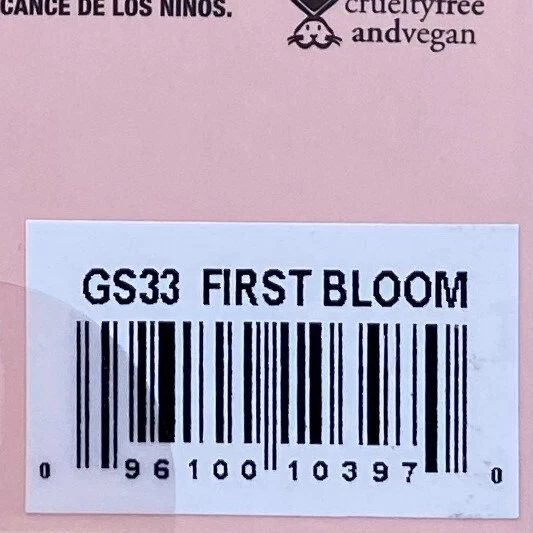 CANCE DE LOS NIÑOS.
crueltyfree
andvegan
GS33 FIRST BLOOM
0 96100 10397 0